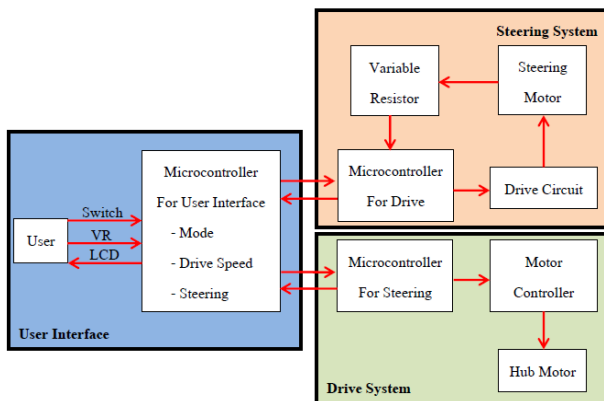 Steering System
Variable
Resistor
Steering
Motor
Microcontroller
For Drive
Drive Circuit
Microcontroller
For User Interface
- Mode
- Drive Speed
- Steering
User
Switch
VR
LCD
User Interface
Microcontroller
For Steering
Motor
Controller
Hub Motor
Drive System